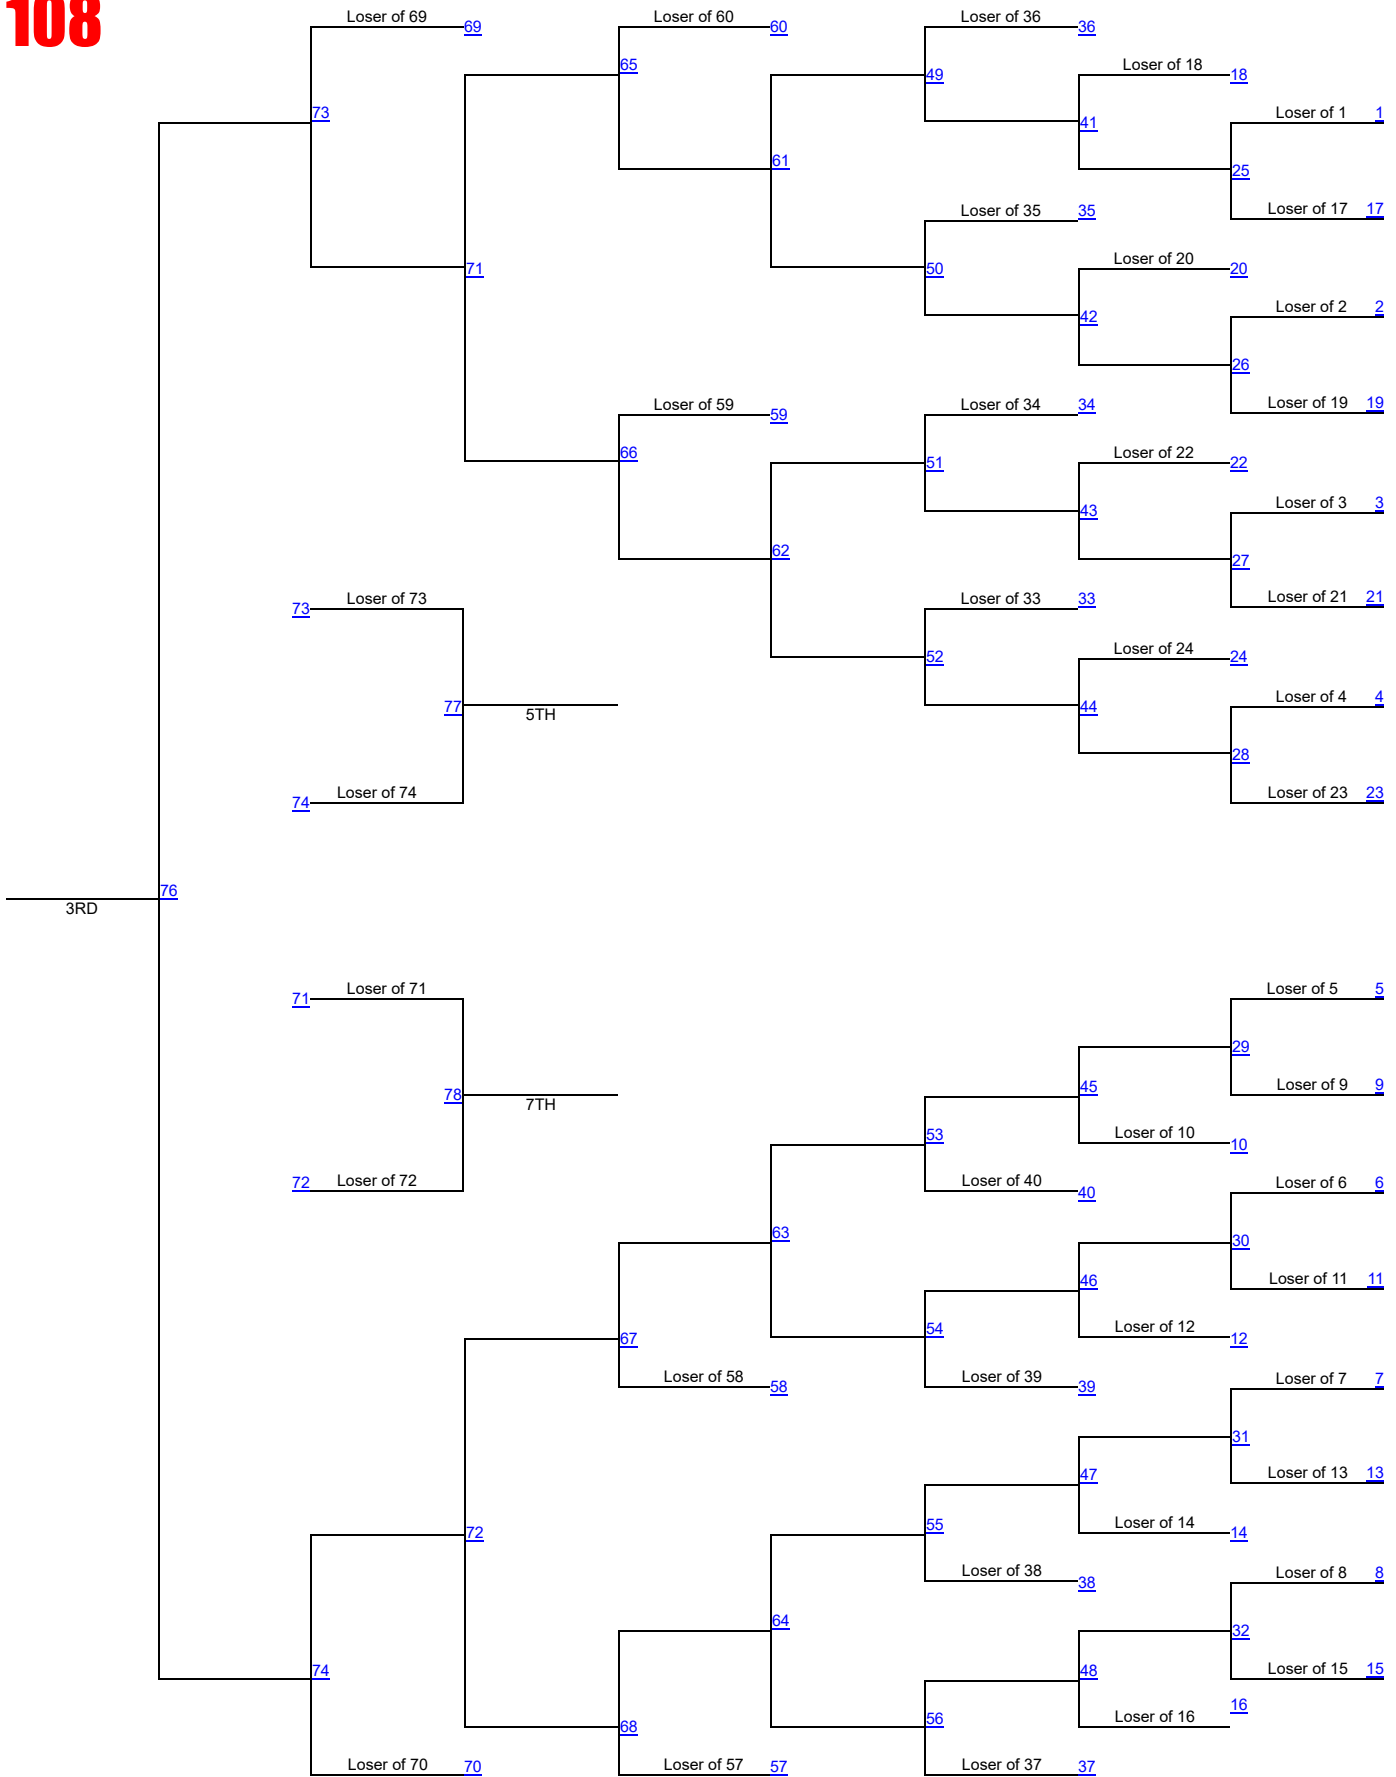 108
Loser of 69 69
Loser of 60 60
Loser of 36 36
65
49
Loser of 18 18
73
Loser of 1 1
41
61
25
Loser of 17 17
Loser of 35 35
71
50
Loser of 20 20
Loser of 2 2
42
26
Loser of 19 19
Loser of 59 59
Loser of 34 34
66
51
Loser of 22 22
Loser of 3 3
43
62
27
Loser of 21 21
73 Loser of 73
Loser of 33 33
52
Loser of 24 24
Loser of 4 4
77
5TH
44
28
74 Loser of 74
Loser of 23 23
76
3RD
71 Loser of 71
Loser of 5 5
29
45
Loser of 9 9
78
7TH
53
Loser of 10 10
72 Loser of 72
Loser of 40 40
Loser of 6 6
63
30
46
Loser of 11 11
67
54
Loser of 12 12
Loser of 58 58
Loser of 39 39
Loser of 7 7
31
47
Loser of 13 13
72
55
Loser of 14 14
Loser of 38 38
Loser of 8 8
64
32
74
48
Loser of 15 15
68
56
Loser of 16 16
Loser of 70 70
Loser of 57 57
Loser of 37 37